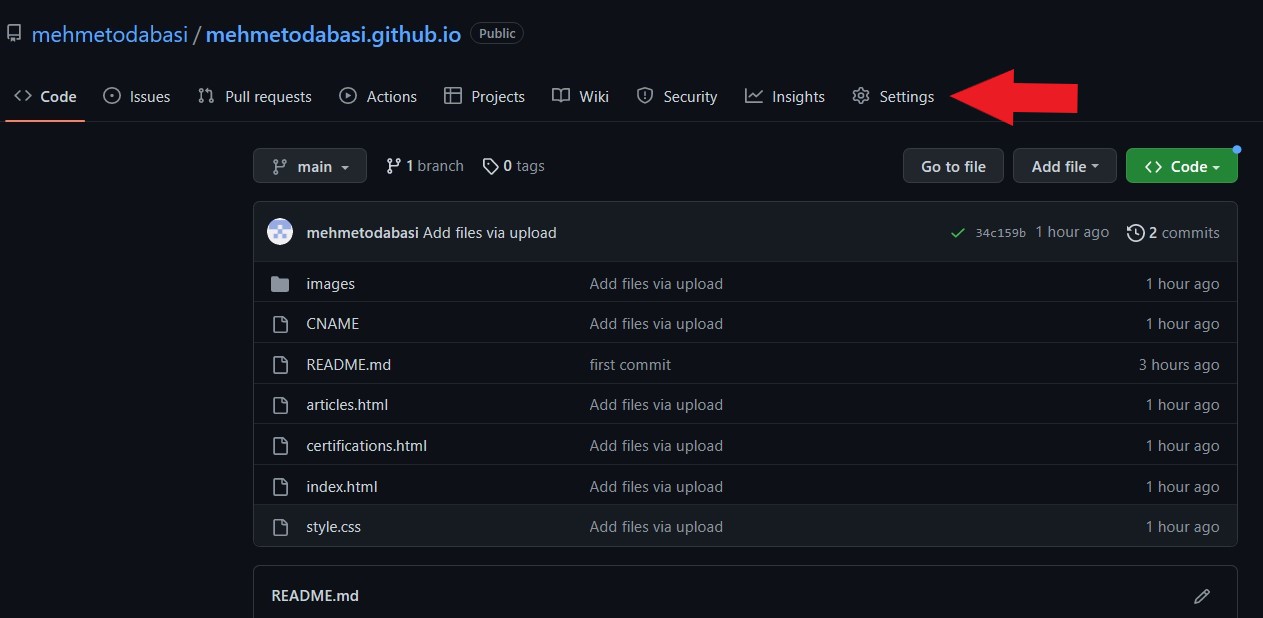 mehmetodabasi / mehmetodabasi.github.io Public
Code Issues Pull requests Actions Projects Wiki Security Insights Settings
main 1 branch 0 tags Go to file Add file Code
mehmetodabasi Add files via upload 34c159b 1 hour ago 2 commits
images Add files via upload 1 hour ago
CNAME Add files via upload 1 hour ago
README.md first commit 3 hours ago
articles.html Add files via upload 1 hour ago
certifications.html Add files via upload 1 hour ago
index.html Add files via upload 1 hour ago
style.css Add files via upload 1 hour ago
README.md